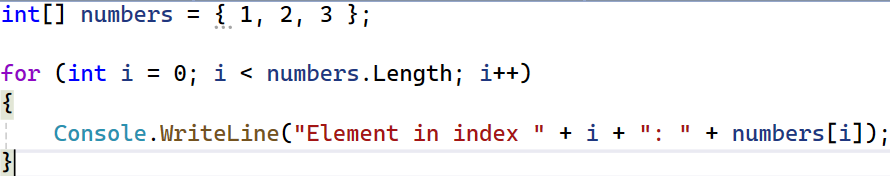 int[] numbers = { 1, 2, 3 };
for (int i = 0; i < numbers.Length; i++)
{
    Console.WriteLine("Element in index " + i + ": " + numbers[i]);
}